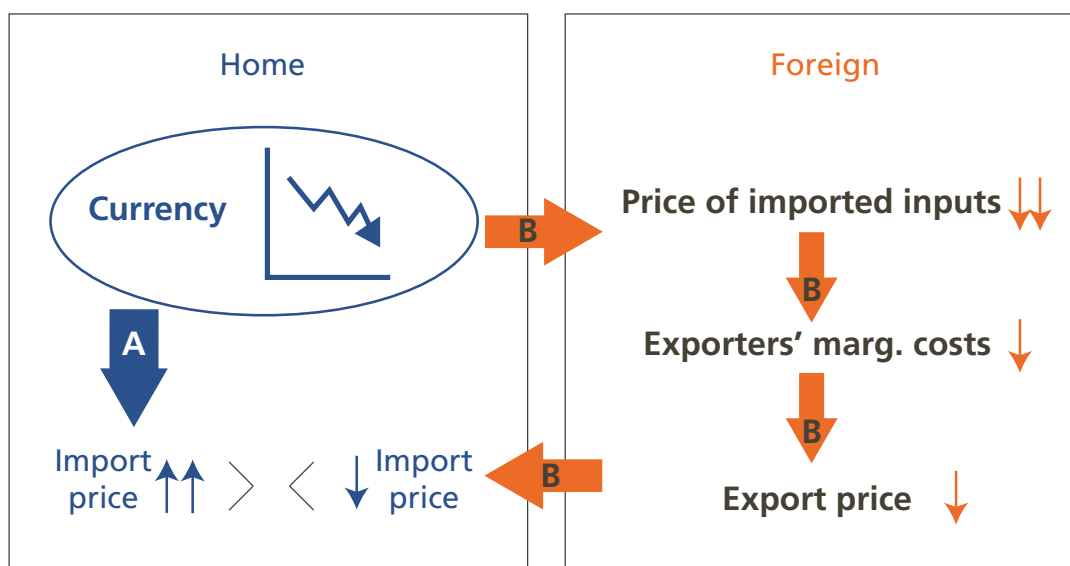 Home
Currency
A
Import
price
Import
price
Foreign
B
Price of imported inputs
B
Exporters’ marg. costs
B
Export price
B